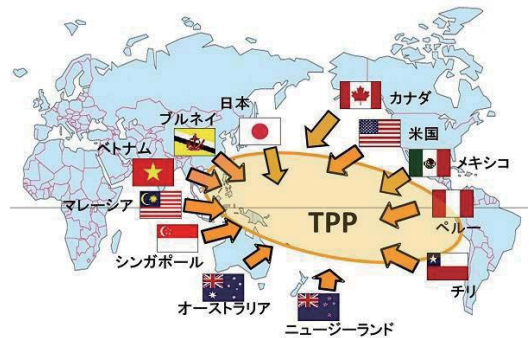 カナダ
日本
米国
ブルネイ
ベトナム
メキシコ
マレーシア
TPP
ペルー
シンガポール
チリ
オーストラリア
ニュージーランド